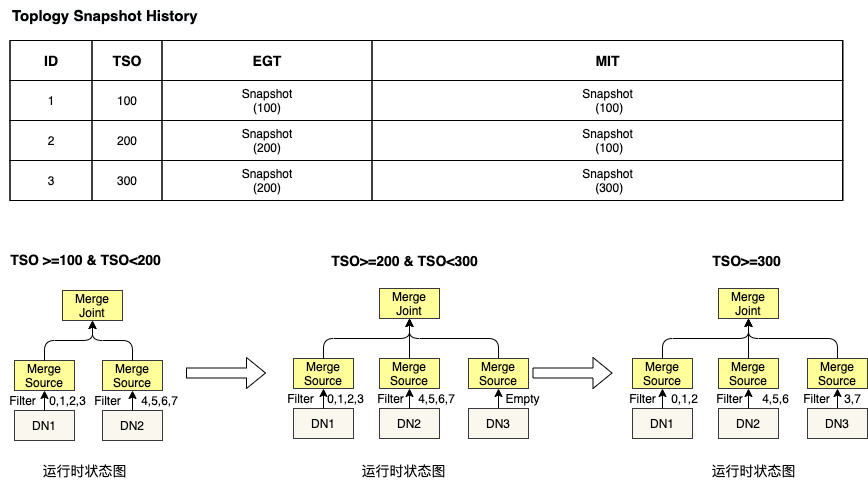 Toplogy Snapshot History
ID TSO EGT MIT
1 100 Snapshot (100) Snapshot (100)
2 200 Snapshot (200) Snapshot (100)
3 300 Snapshot (200) Snapshot (300)
TSO >=100 & TSO<200
Merge
Joint
Merge
Source
Merge
Source
Filter 0,1,2,3
Filter 4,5,6,7
DN1
DN2
运行时状态图
TSO>=200 & TSO<300
Merge
Joint
Merge
Source
Merge
Source
Merge
Source
Filter 0,1,2,3
Filter 4,5,6,7
Empty
DN1
DN2
DN3
运行时状态图
TSO>=300
Merge
Joint
Merge
Source
Merge
Source
Merge
Source
Filter 0,1,2
Filter 4,5,6
Filter 3,7
DN1
DN2
DN3
运行时状态图